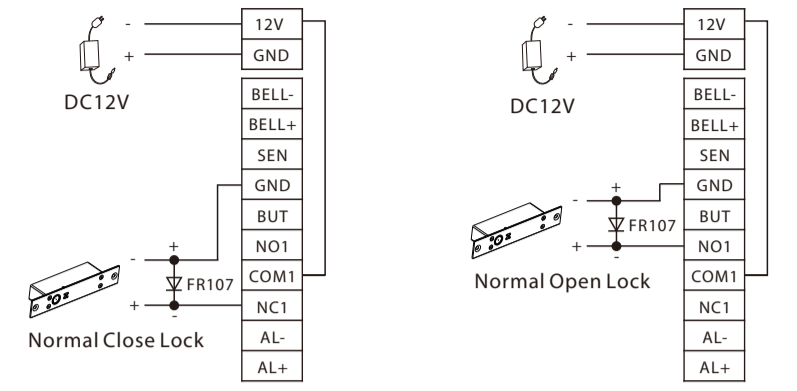 - 12V
+ GND
DC12V
BELL-
BELL+
SEN
GND
BUT
NO1
COM1
NC1
AL-
AL+
-
+
FR107
+
-
Normal Close Lock
- 12V
+ GND
DC12V
BELL-
BELL+
SEN
GND
BUT
NO1
COM1
NC1
AL-
AL+
+
-
FR107
+
-
Normal Open Lock